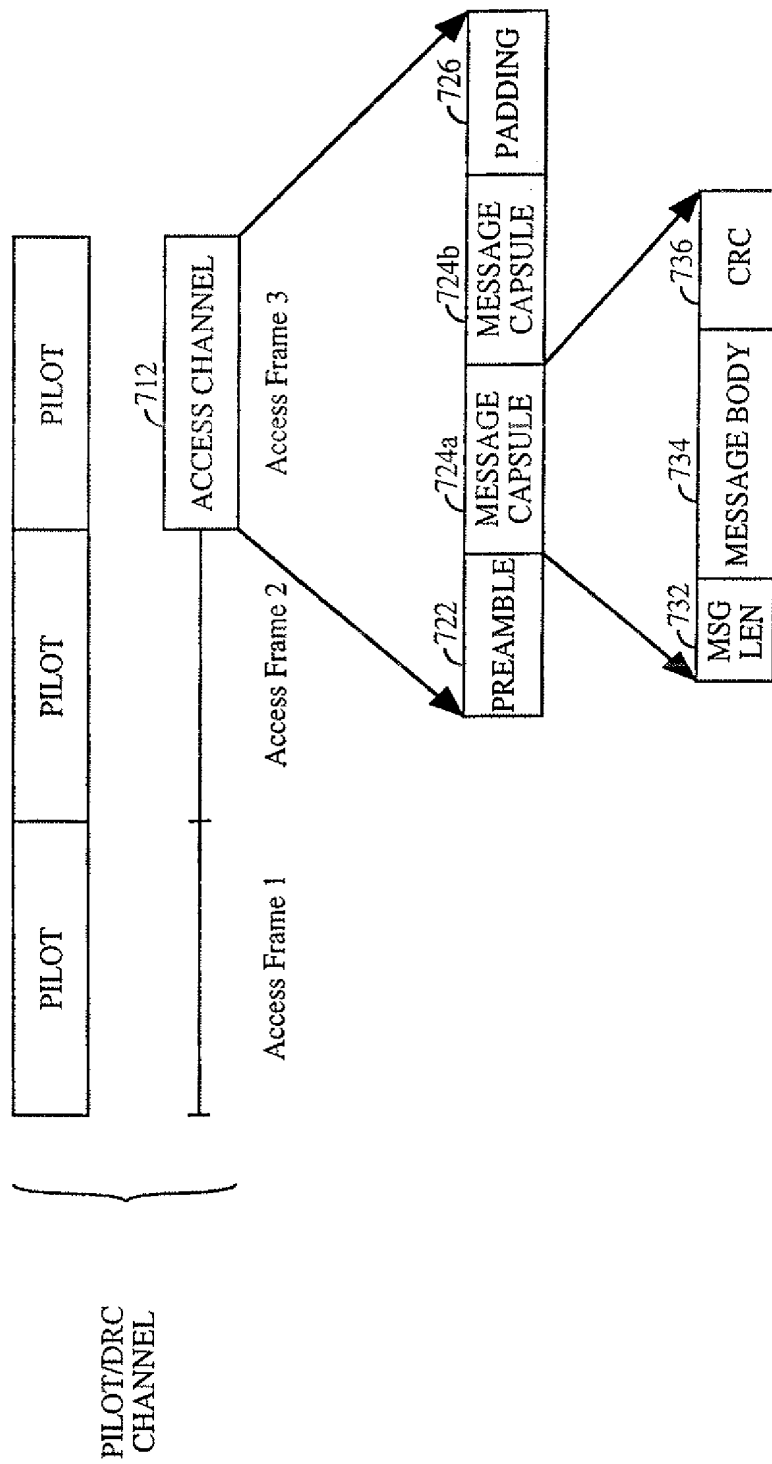 PILOT/DRC
CHANNEL
PILOT
PILOT
PILOT
712
ACCESS CHANNEL
Access Frame 1
Access Frame 2
Access Frame 3
722
724a
724b
726
PREAMBLE
MESSAGE
CAPSULE
MESSAGE
CAPSULE
PADDING
732
734
736
MSG
LEN
MESSAGE BODY
CRC